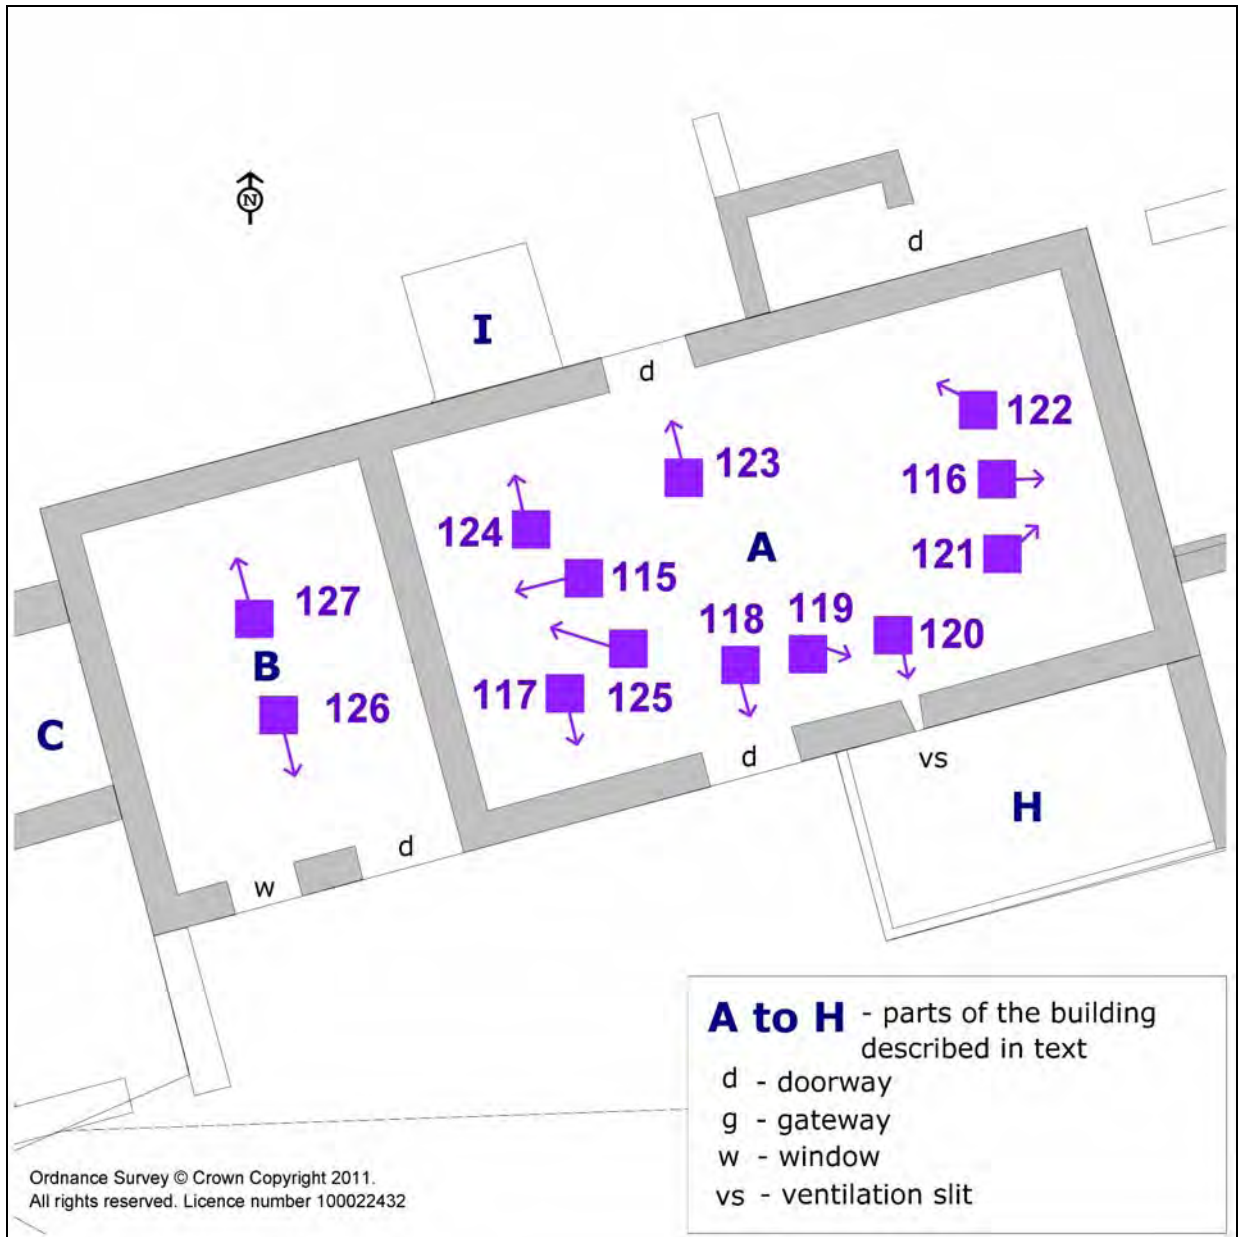 N
d
I
d
122
123
116
124
A
121
115
127
119
118
120
B
117
125
126
C
d
vs
H
d
w
A to H - parts of the building
described in text
d - doorway
g - gateway
w - window
vs - ventilation slit
Ordnance Survey © Crown Copyright 2011.
All rights reserved. Licence number 100022432